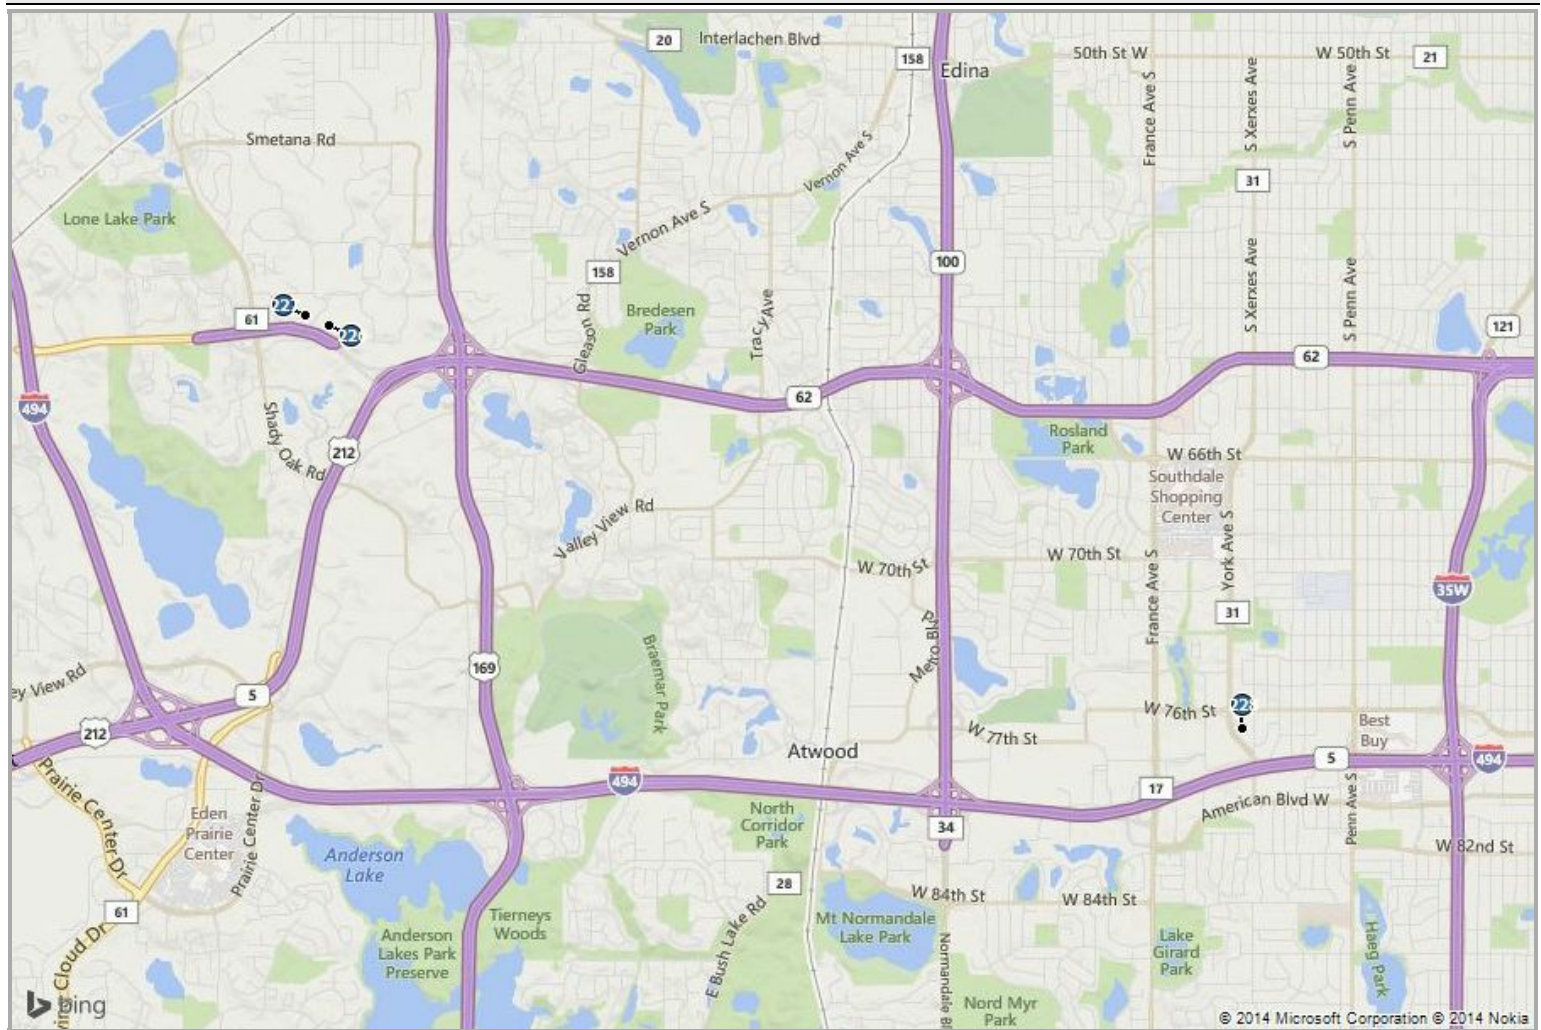 20
Interlachen Blvd
158
Edina
50th St W
W 50th St
21
Smetana Rd
Vernon Ave S
France Ave S
S Xerxes Ave
S Penn Ave
31
Lone Lake Park
Vernon Ave S
158
100
S Xerxes Ave
S Penn Ave
61
Gleason Rd
Bredesen
Park
Tracy Ave
121
62
62
494
Shady Oak Rd
212
Rosland
Park
W 66th St
Southdale
Shopping
Center
Valley View Rd
York Ave S
W 70th St
W 70th St
France Ave S
35W
31
Metro Blvd
Braemar Park
169
ey View Rd
5
212
W 76th St
W 77th St
Best
Buy
Atwood
494
5
494
17
American Blvd W
Penn Ave S
Prairie Center Dr
Eden
Prairie
Center
Prairie Center Dr
North
Corridor
Park
34
W 82nd St
Anderson
Lake
28
W 84th St
W 84th St
61
Tierneys
Woods
Mt Normandale
Lake Park
Anderson
Lakes Park
Preserve
E Bush Lake Rd
Lake
Girard
Park
Haeg Park
Cloud Dr
Nord Myr
Park
bing
© 2014 Microsoft Corporation © 2014 Nokia